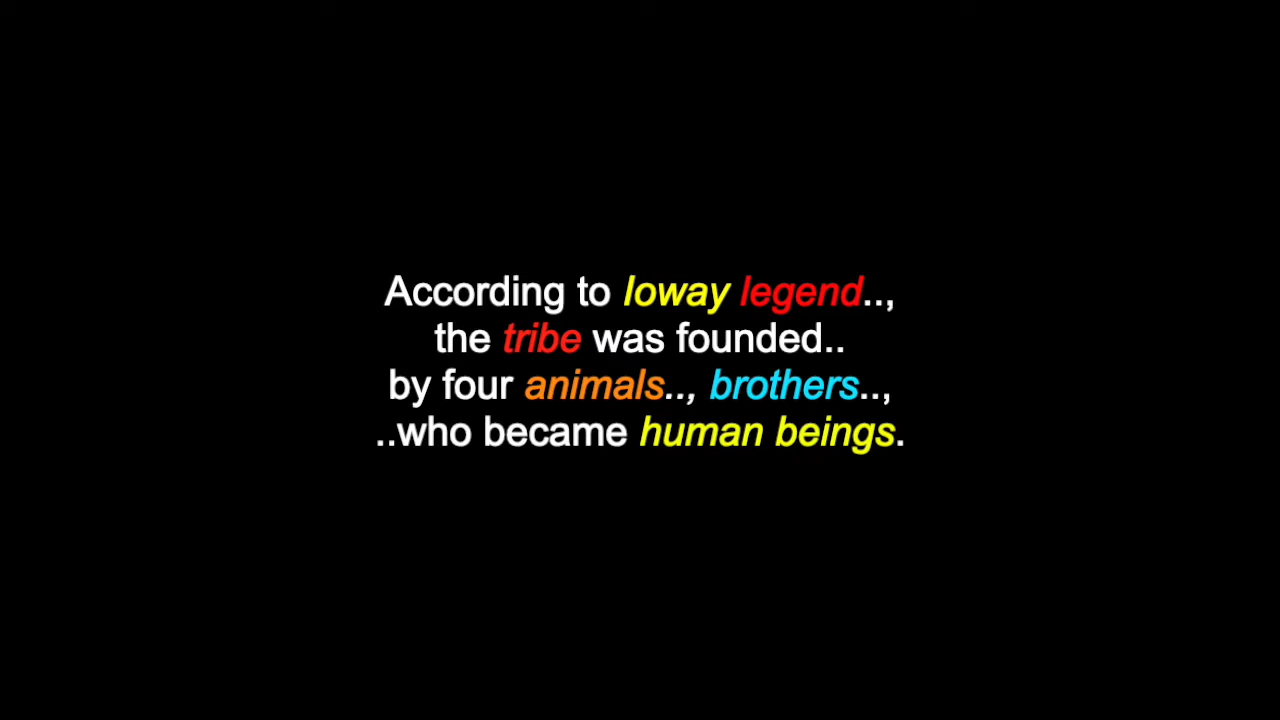 According to Ioway legend..,
the tribe was founded..
by four animals.., brothers..,
..who became human beings.